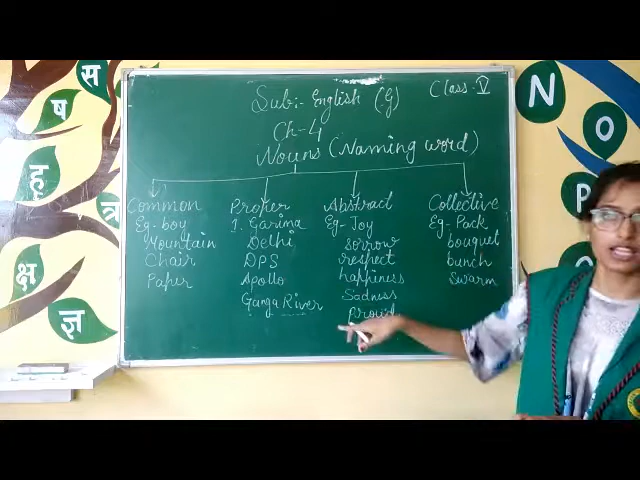 Sub:- English (G)
Class. V
Ch-4
Nouns (Naming word)
Common
Eg- boy
Mountain
Chair
Paper
Proper
1. Garima
Delhi
DPS
Apollo
Ganga River
Abstract
Eg- Joy
sorrow
respect
happiness
Sadness
Proud
Collective
Eg- Pack
bouquet
bunch
Swarm
स
ष
ह
त्र
क्ष
ज्ञ
N
O
P